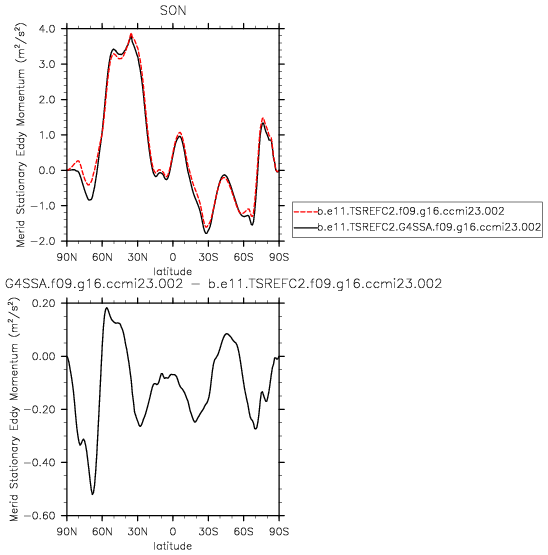 SON
Merid Stationary Eddy Momentum (m²/s²)
4.0
3.0
2.0
1.0
0.0
−1.0
−2.0
90N 60N 30N 0 30S 60S 90S
latitude
b.e11.TSREFC2.f09.g16.ccmi23.002
b.e11.TSREFC2.G4SSA.f09.g16.ccmi23.002
G4SSA.f09.g16.ccmi23.002 − b.e11.TSREFC2.f09.g16.ccmi23.002
Merid Stationary Eddy Momentum (m²/s²)
0.20
0.00
−0.20
−0.40
−0.60
90N 60N 30N 0 30S 60S 90S
latitude